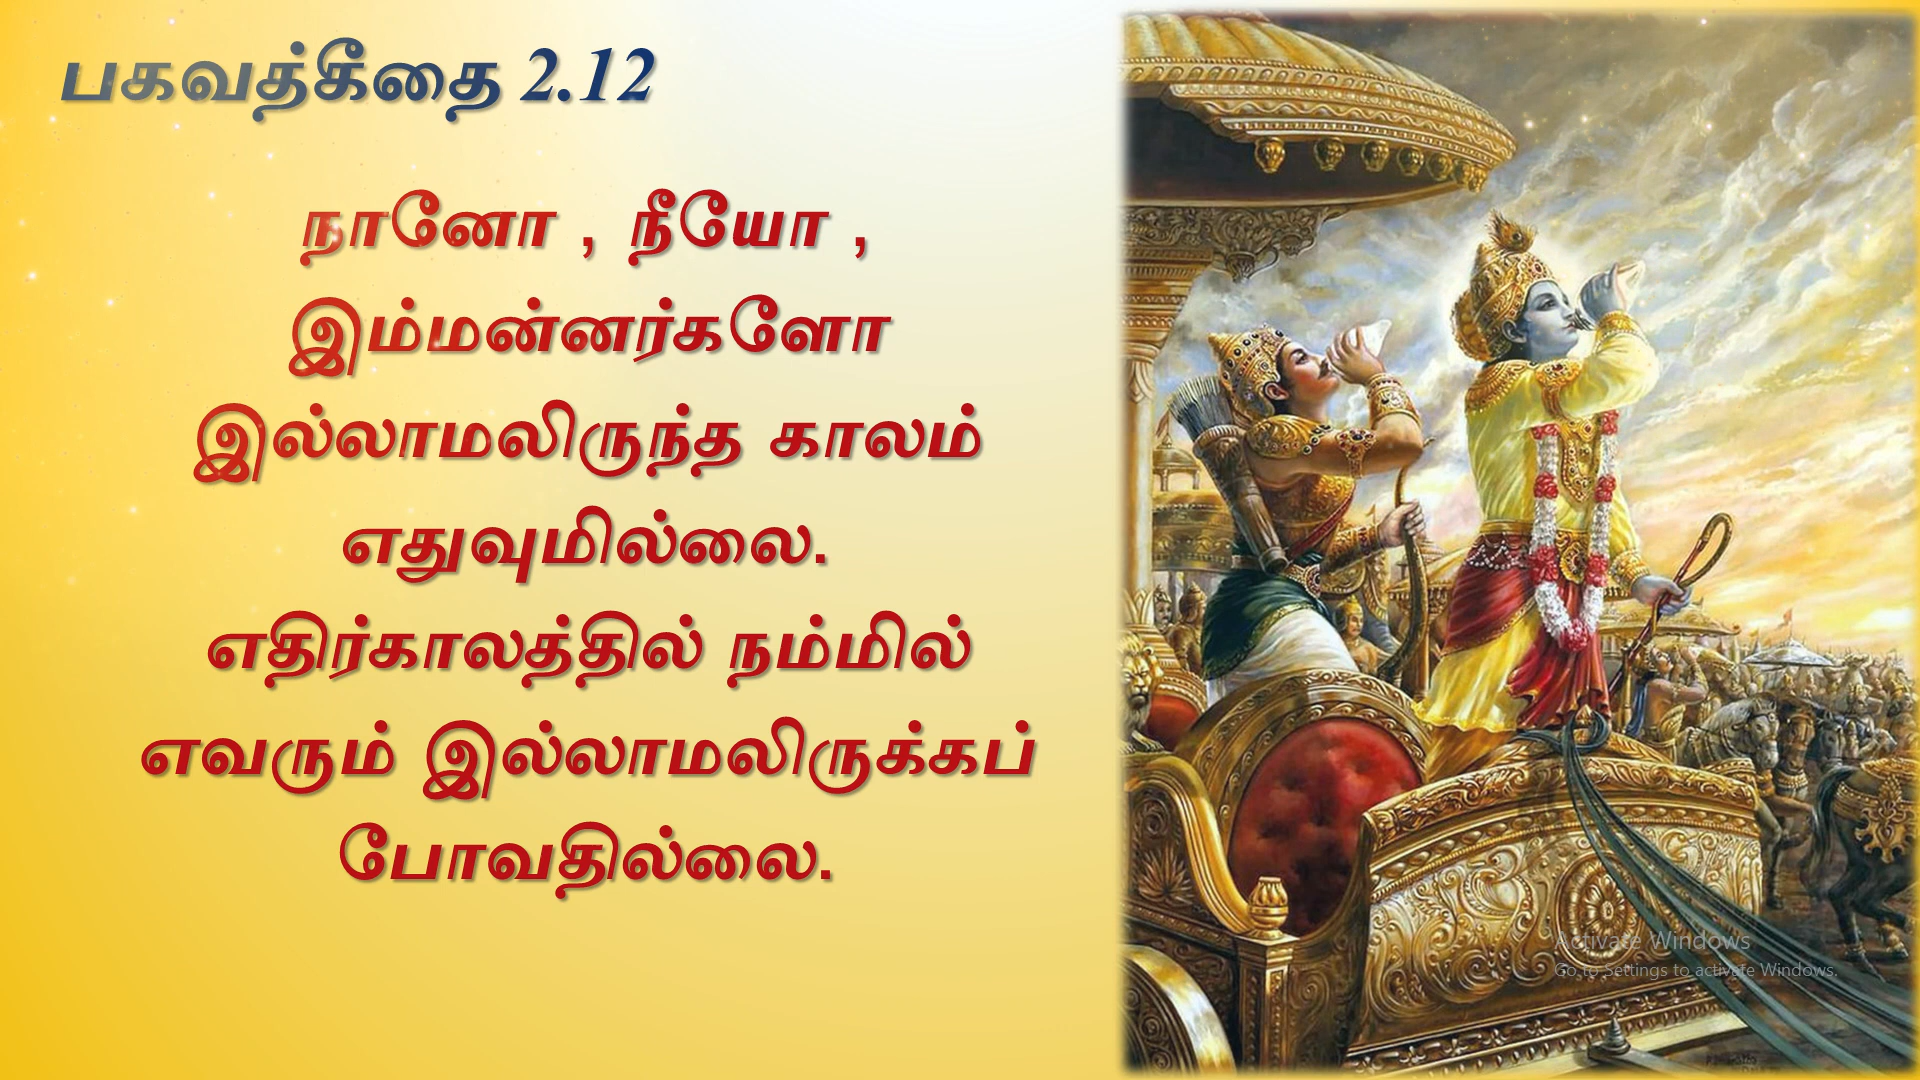 பகவத்கீதை 2.12
நானோ , நீயோ ,
இம்மன்னர்களோ
இல்லாமலிருந்த காலம்
எதுவுமில்லை.
எதிர்காலத்தில் நம்மில்
எவரும் இல்லாமலிருக்கப்
போவதில்லை.
Activate Windows
Go to Settings to activate Windows.